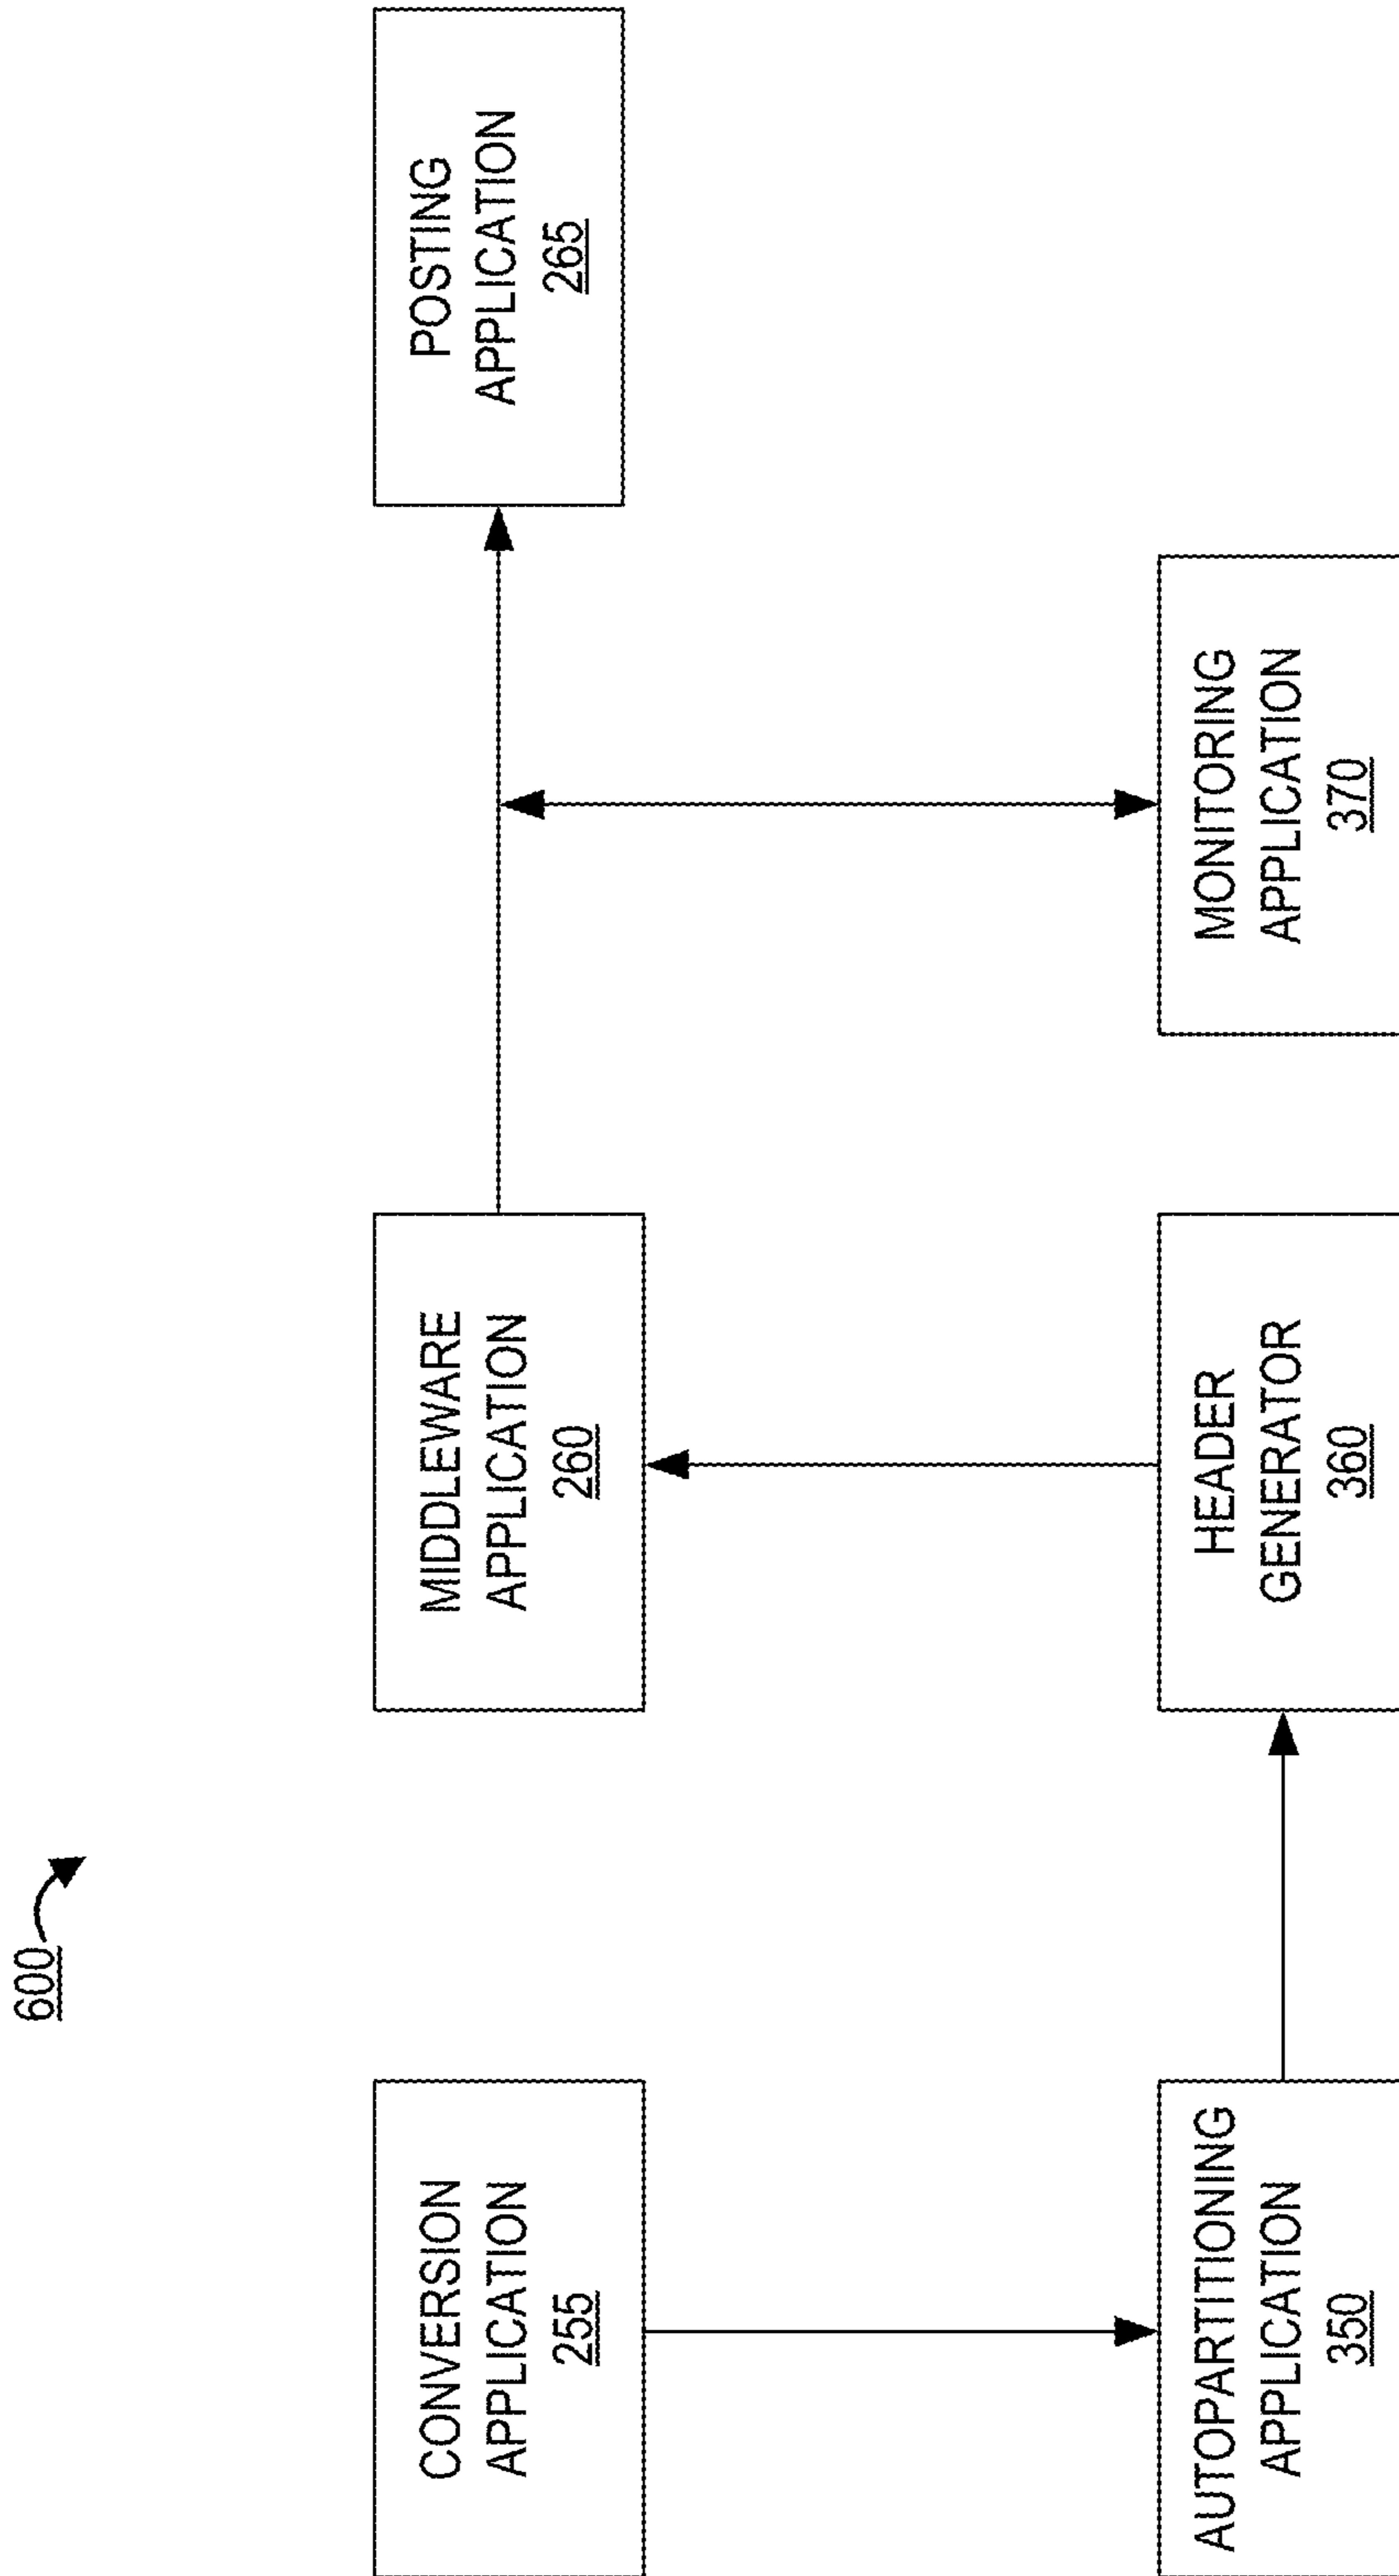 600
CONVERSION
APPLICATION
255
MIDDLEWARE
APPLICATION
260
POSTING
APPLICATION
265
AUTOPARTITIONING
APPLICATION
350
HEADER
GENERATOR
360
MONITORING
APPLICATION
370